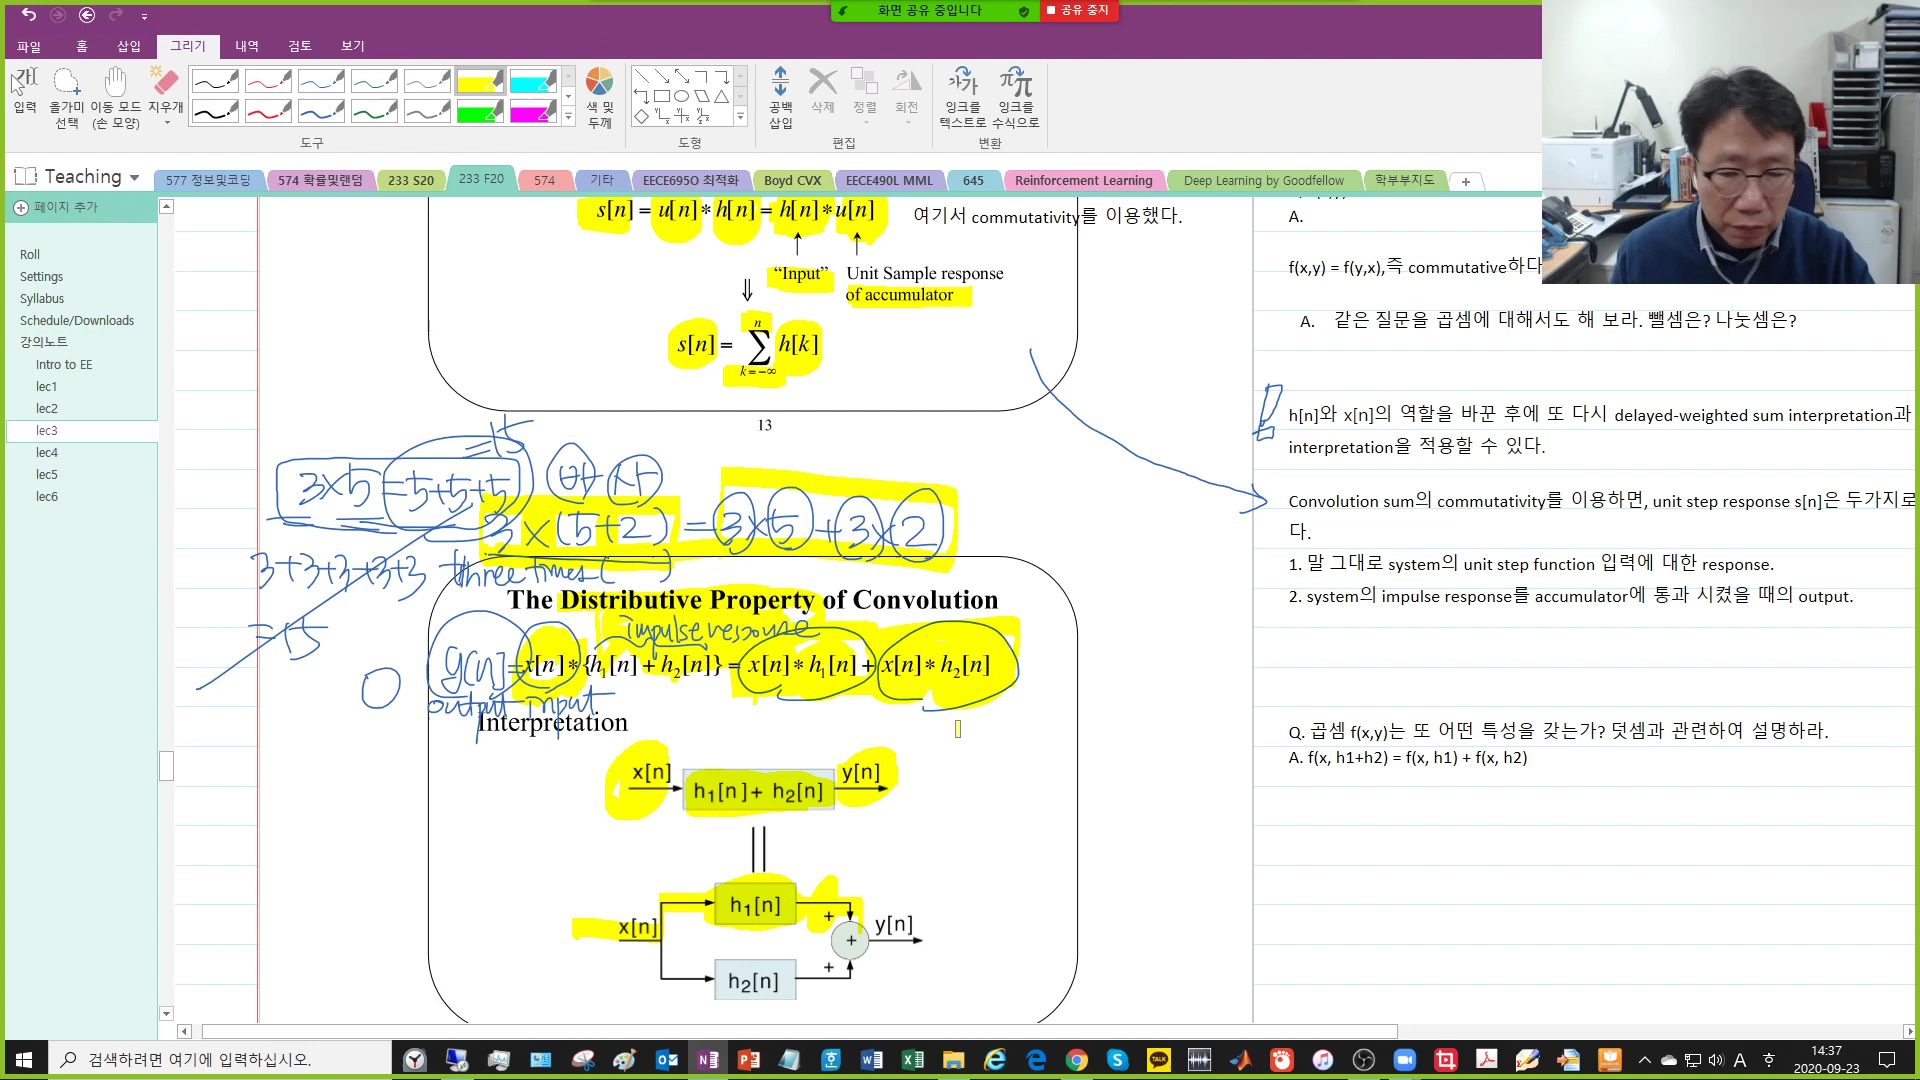 화면 공유 중입니다
공유 중지
파일 홈 삽입 그리기 내역 검토 보기
입력
올가미 선택
이동 모드 (손 모양)
지우개
색 및 두께
공백 삽입
삭제
정렬
회전
잉크를 텍스트로
잉크를 수식으로
도구
도형
편집
변환
Teaching
577 정보및코딩
574 확률및랜덤
233 S20
233 F20
574
기타
EECE695O 최적화
Boyd CVX
EECE490L MML
645
Reinforcement Learning
Deep Learning by Goodfellow
학부부지도
페이지 추가
Roll
Settings
Syllabus
Schedule/Downloads
강의노트
Intro to EE
lec1
lec2
lec3
lec4
lec5
lec6
s[n] = u[n]* h[n] = h[n]*u[n]
여기서 commutativity를 이용했다.
"Input"
Unit Sample response
of accumulator
⇓
s[n] = ∑ h[k]
n
k=-∞
13
3×5=5+5+5
=15
3+3+3+3+3
=15
3×(5+2)=3×5+3×2
three times ( )
The Distributive Property of Convolution
impulse response
y[n]=x[n]*{h₁[n]+h₂[n]} = x[n]*h₁[n]+x[n]*h₂[n]
output input
Interpretation
x[n] h₁[n]+ h₂[n] y[n]
h₁[n]
x[n] + + y[n]
+
h₂[n]
A.
f(x,y) = f(y,x),즉 commutative하다
A. 같은 질문을 곱셈에 대해서도 해 보라. 뺄셈은? 나눗셈은?
h[n]와 x[n]의 역할을 바꾼 후에 또 다시 delayed-weighted sum interpretation과
interpretation을 적용할 수 있다.
Convolution sum의 commutativity를 이용하면, unit step response s[n]은 두가지로
다.
1. 말 그대로 system의 unit step function 입력에 대한 response.
2. system의 impulse response를 accumulator에 통과 시켰을 때의 output.
Q. 곱셈 f(x,y)는 또 어떤 특성을 갖는가? 덧셈과 관련하여 설명하라.
A. f(x, h1+h2) = f(x, h1) + f(x, h2)
검색하려면 여기에 입력하십시오.
A
14:37
2020-09-23